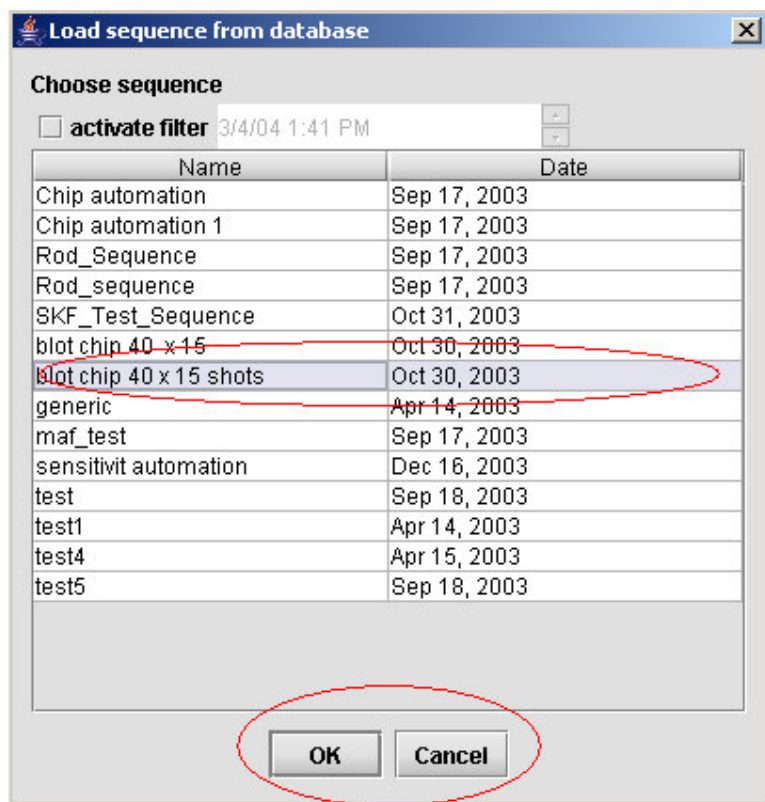 Load sequence from database
Choose sequence
activate filter 3/4/04 1:41 PM
Name Date
Chip automation Sep 17, 2003
Chip automation 1 Sep 17, 2003
Rod_Sequence Sep 17, 2003
Rod_sequence Sep 17, 2003
SKF_Test_Sequence Oct 31, 2003
blot chip 40 x 15 Oct 30, 2003
blot chip 40 x 15 shots Oct 30, 2003
generic Apr 14, 2003
maf_test Sep 17, 2003
sensitivit automation Dec 16, 2003
test Sep 18, 2003
test1 Apr 14, 2003
test4 Apr 15, 2003
test5 Sep 18, 2003
OK Cancel